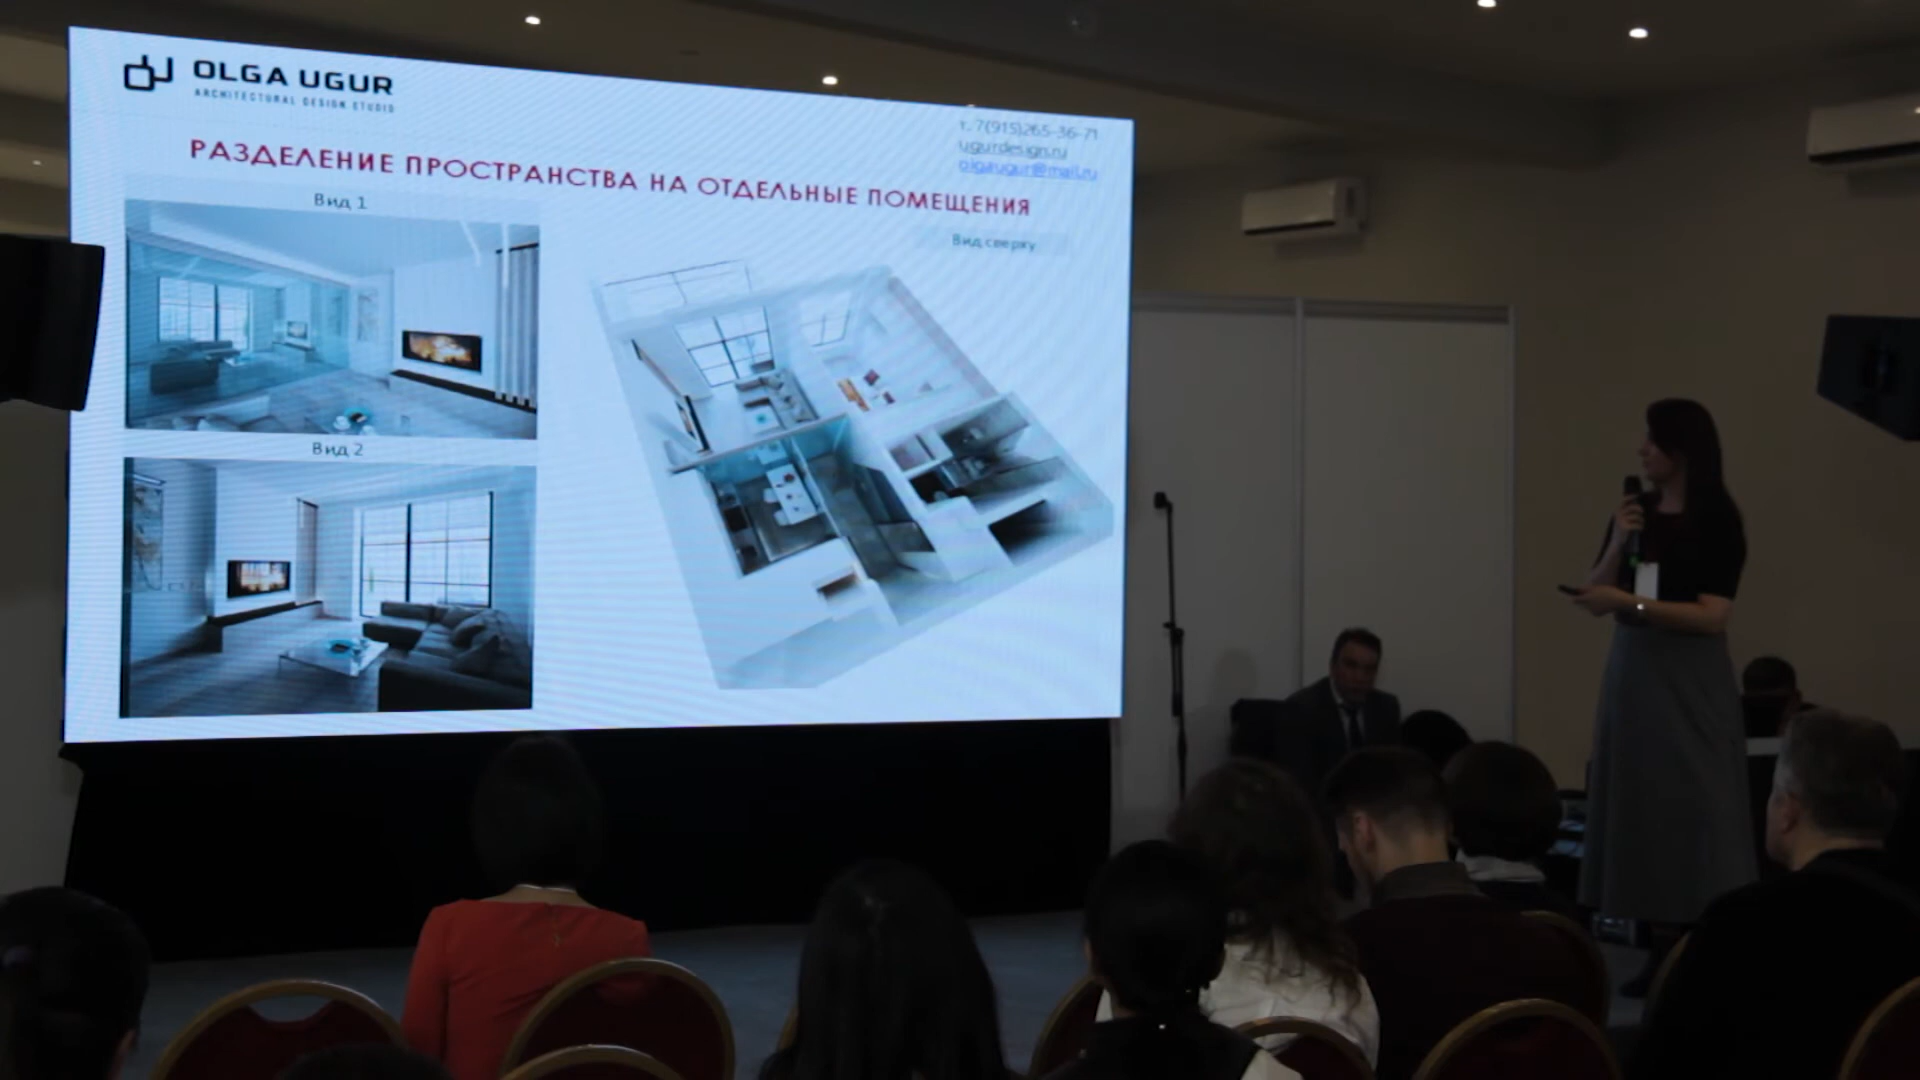 OLGA UGUR
ARCHITECTURAL DESIGN STUDIO
т. 7(915)265-36-71
ugurdesign.ru
olgaugur@mail.ru
РАЗДЕЛЕНИЕ ПРОСТРАНСТВА НА ОТДЕЛЬНЫЕ ПОМЕЩЕНИЯ
Вид 1
Вид сверху
Вид 2